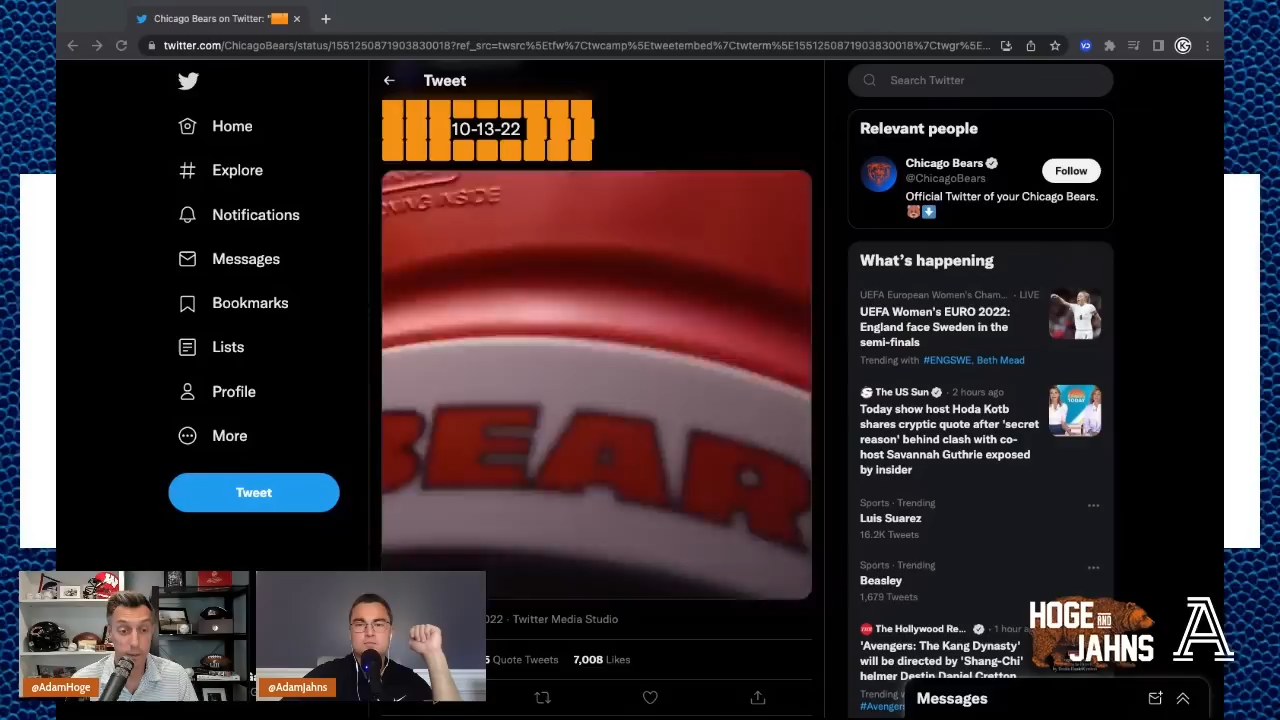 Chicago Bears on Twitter: "
twitter.com/ChicagoBears/status/1551250871903830018?ref_src=twsrc%5Etfw%7Ctwcamp%5Etweetembed%7Ctwterm%5E1551250871903830018%7Ctwgr%5E...
Tweet
Search Twitter
Home
Explore
Notifications
Messages
Bookmarks
Lists
Profile
More
Tweet
10-13-22
BEAR
022 · Twitter Media Studio
5 Quote Tweets 7,008 Likes
Relevant people
Chicago Bears
@ChicagoBears
Follow
Official Twitter of your Chicago Bears.
What's happening
UEFA European Women's Cham... · LIVE
UEFA Women's EURO 2022:
England face Sweden in the
semi-finals
Trending with #ENGSWE, Beth Mead
The US Sun · 2 hours ago
Today show host Hoda Kotb
shares cryptic quote after 'secret
reason' behind clash with co-
host Savannah Guthrie exposed
by insider
Sports · Trending
Luis Suarez
16.2K Tweets
Sports · Trending
Beasley
1,679 Tweets
The Hollywood Re... · 1 hour a
'Avengers: The Kang Dynasty'
will be directed by 'Shang-Chi'
helmer Destin Daniel Cretton
Trending
#Avengers
Messages
@AdamHoge
@AdamJahns
HOGE AND
JAHNS
A